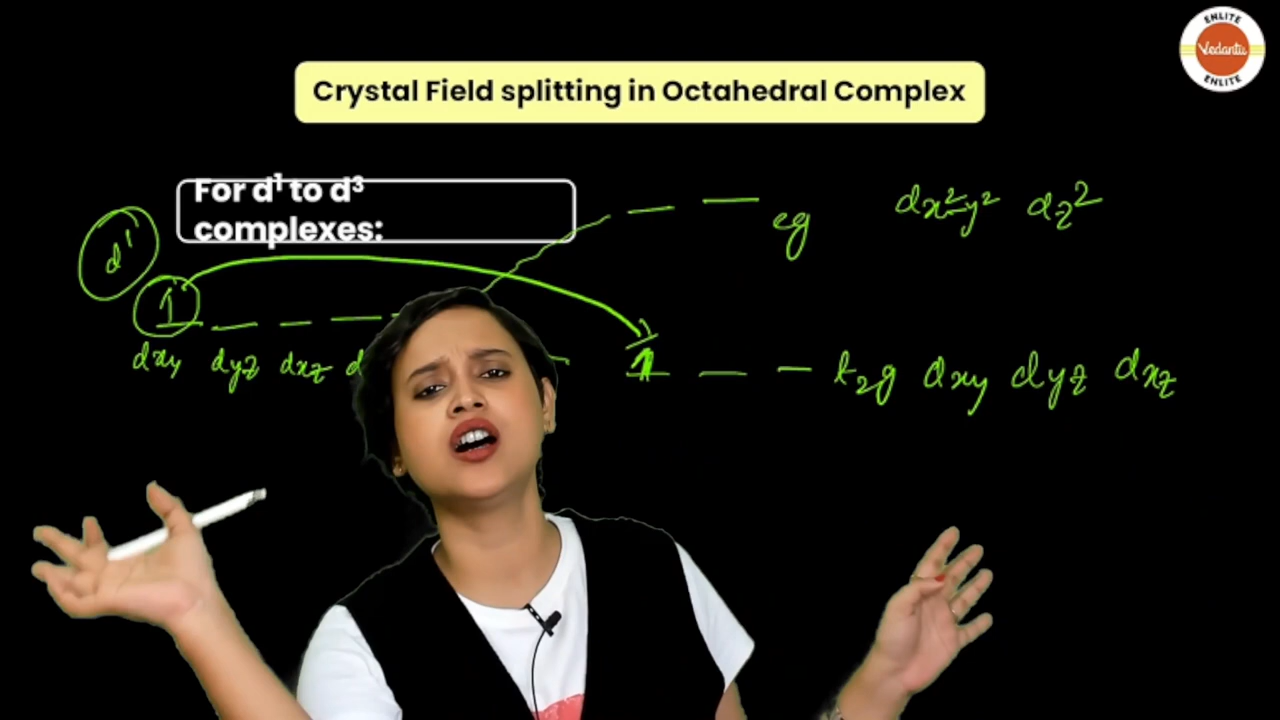 ENLITE
Vedantu
ENLITE
Crystal Field splitting in Octahedral Complex
For d¹ to d³
complexes:
d¹
eg dx²-y² dz²
1
dxy dyz dxz d
1
t₂g dxy dyz dxz